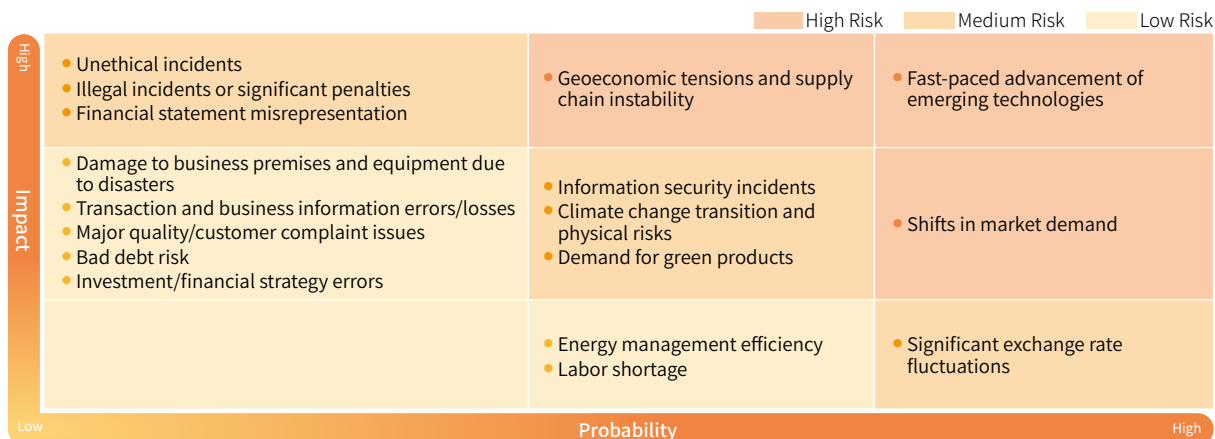 High Risk
Medium Risk
Low Risk
High
Impact
• Unethical incidents
• Illegal incidents or significant penalties
• Financial statement misrepresentation
• Geoeconomic tensions and supply
chain instability
• Fast-paced advancement of
emerging technologies
• Damage to business premises and equipment due
to disasters
• Transaction and business information errors/losses
• Major quality/customer complaint issues
• Bad debt risk
• Investment/financial strategy errors
• Information security incidents
• Climate change transition and
physical risks
• Demand for green products
• Shifts in market demand
• Energy management efficiency
• Labor shortage
• Significant exchange rate
fluctuations
Low
Probability
High